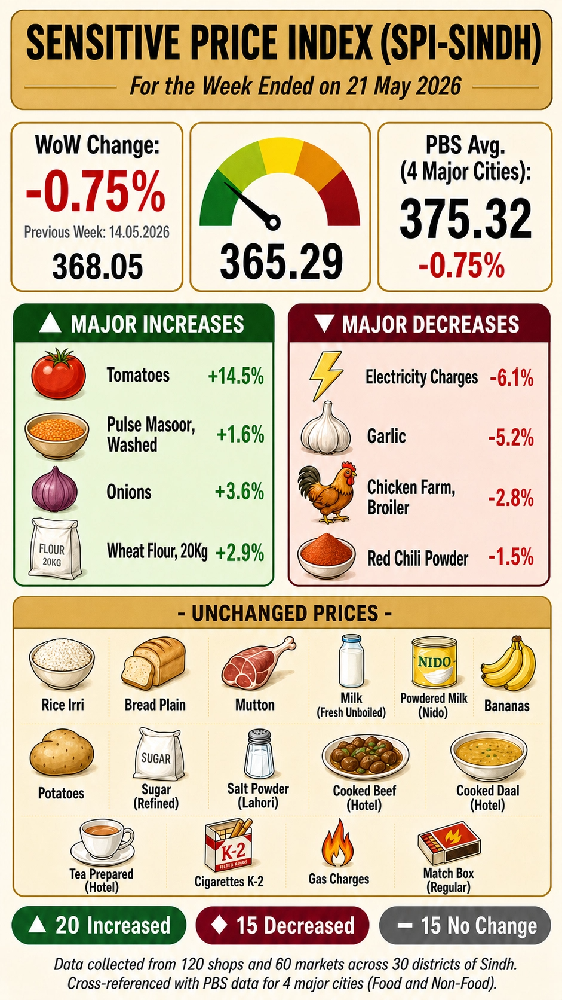 SENSITIVE PRICE INDEX (SPI-SINDH)
For the Week Ended on 21 May 2026
WoW Change:
-0.75%
Previous Week: 14.05.2026
368.05
365.29
PBS Avg.
(4 Major Cities):
375.32
-0.75%
▲ MAJOR INCREASES
Tomatoes +14.5%
Pulse Masoor,
Washed
+1.6%
Onions +3.6%
FLOUR
20KG
Wheat Flour, 20Kg +2.9%
▼ MAJOR DECREASES
Electricity Charges -6.1%
Garlic -5.2%
Chicken Farm,
Broiler
-2.8%
Red Chili Powder -1.5%
- UNCHANGED PRICES -
Rice Irri
Bread Plain
Mutton
Milk
(Fresh Unboiled)
NIDO
Powdered Milk
(Nido)
Bananas
Potatoes
SUGAR
Sugar
(Refined)
Salt Powder
(Lahori)
Cooked Beef
(Hotel)
Cooked Daal
(Hotel)
Tea Prepared
(Hotel)
K-2
FILTER KINGS
Cigarettes K-2
Gas Charges
Match Box
(Regular)
▲ 20 Increased
♦ 15 Decreased
– 15 No Change
Data collected from 120 shops and 60 markets across 30 districts of Sindh.
Cross-referenced with PBS data for 4 major cities (Food and Non-Food).